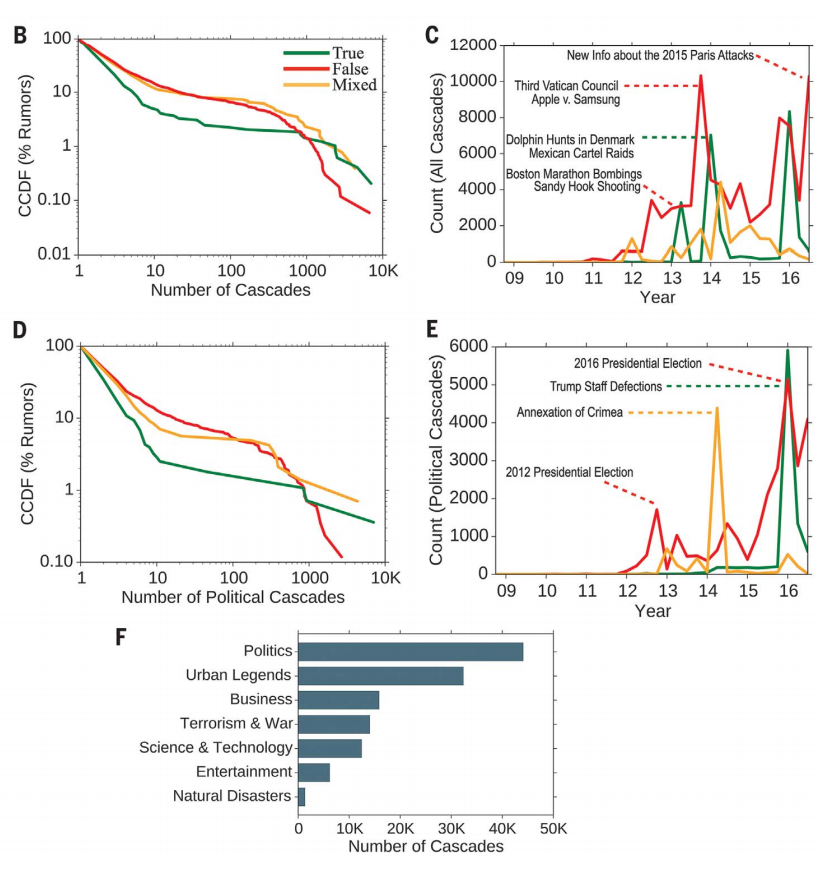 B
100
10
1
0.10
0.01
CCDF (% Rumors)
1
10
100
1000
10K
Number of Cascades
True
False
Mixed
C
12000
10000
8000
6000
4000
2000
0
Count (All Cascades)
New Info about the 2015 Paris Attacks
Third Vatican Council
Apple v. Samsung
Dolphin Hunts in Denmark
Mexican Cartel Raids
Boston Marathon Bombings
Sandy Hook Shooting
09
10
11
12
13
14
15
16
Year
D
100
10
1
0.10
CCDF (% Rumors)
1
10
100
1000
10K
Number of Political Cascades
E
6000
5000
4000
3000
2000
1000
0
Count (Political Cascades)
2016 Presidential Election
Trump Staff Defections
Annexation of Crimea
2012 Presidential Election
09
10
11
12
13
14
15
16
Year
F
Politics
Urban Legends
Business
Terrorism & War
Science & Technology
Entertainment
Natural Disasters
0
10K
20K
30K
40K
50K
Number of Cascades